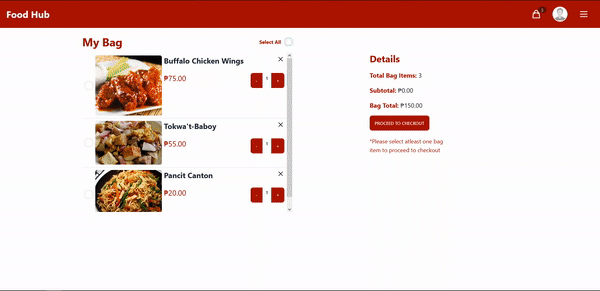 Food Hub
3
My Bag
Select All
Buffalo Chicken Wings
₱75.00
- 1 +
Tokwa't-Baboy
₱55.00
- 1 +
Pancit Canton
₱20.00
- 1 +
Details
Total Bag Items: 3
Subtotal: ₱0.00
Bag Total: ₱150.00
PROCEED TO CHECKOUT
*Please select atleast one bag
item to proceed to checkout